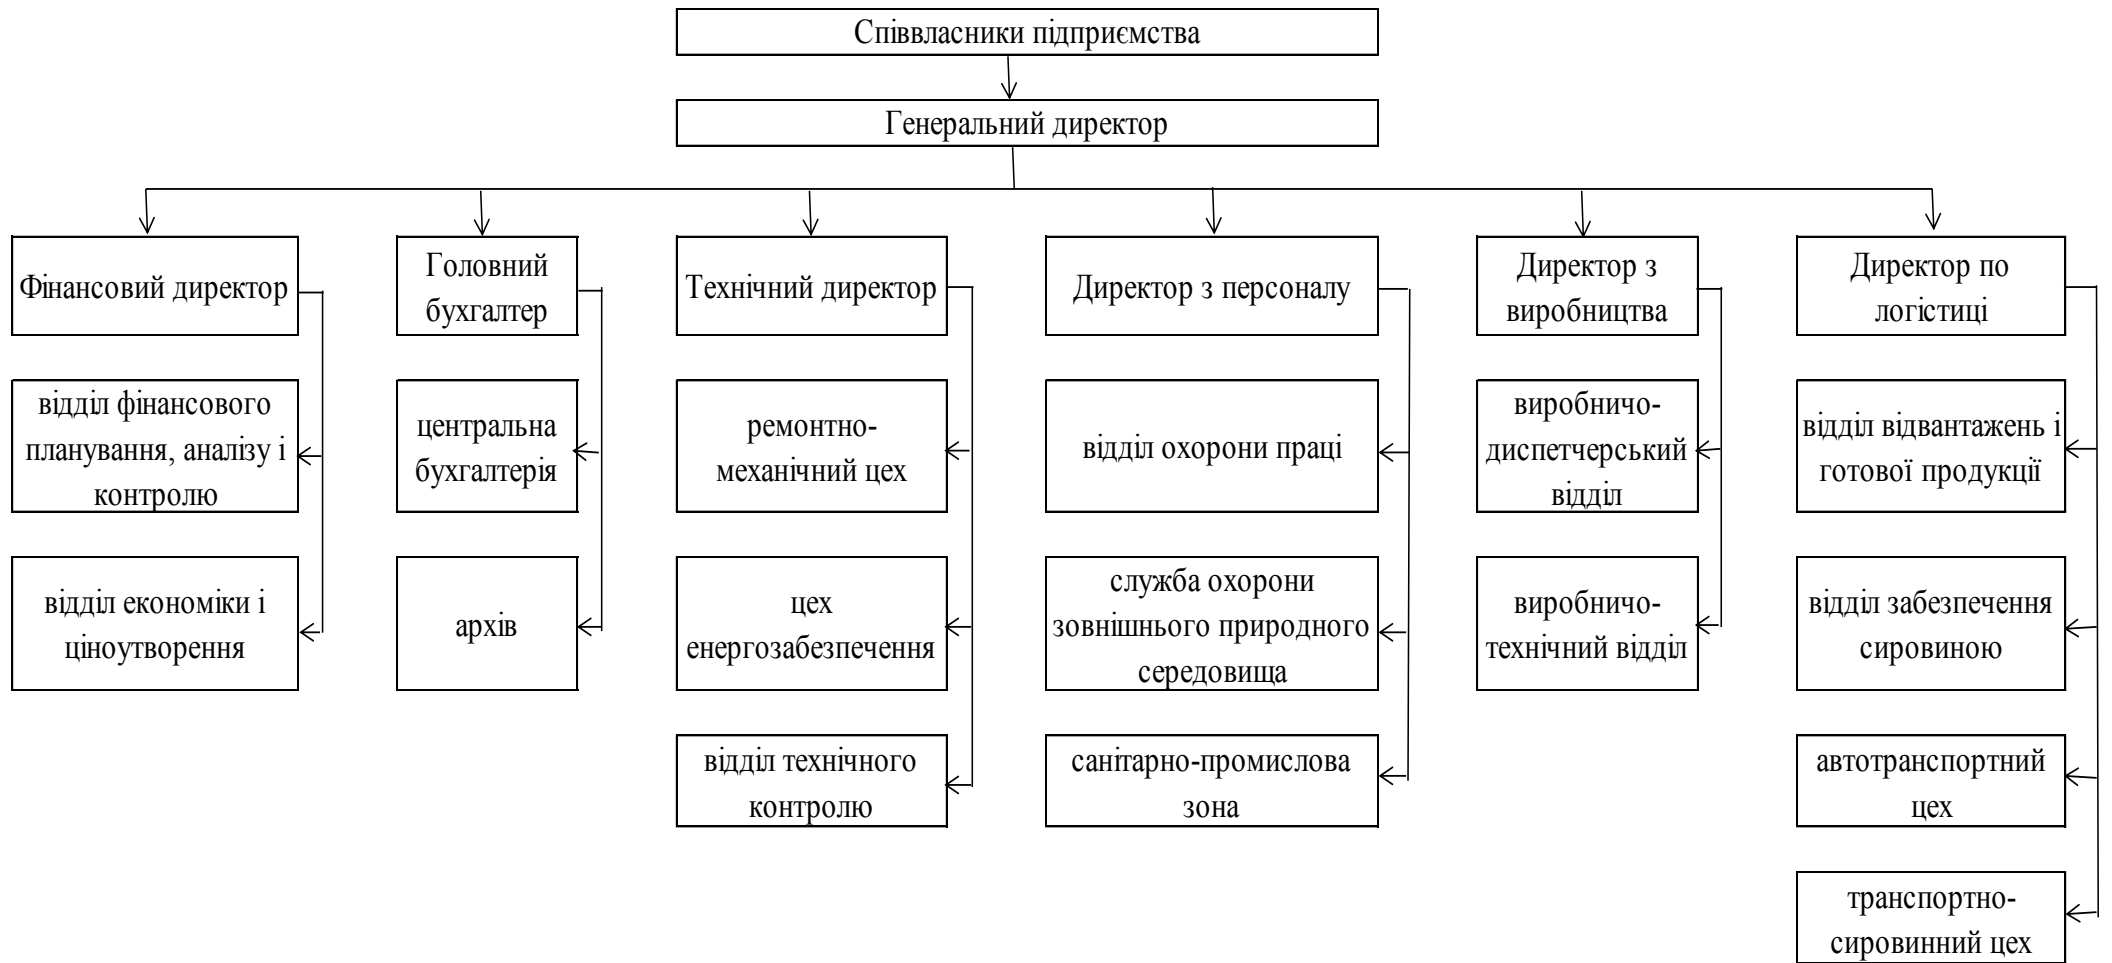 Співвласники підприємства
Генеральний директор
Фінансовий директор
Головний
бухгалтер
Технічний директор
Директор з персоналу
Директор з
виробництва
Директор по
логістиці
відділ фінансового
планування, аналізу і
контролю
центральна
бухгалтерія
ремонтно-
механічний цех
відділ охорони праці
виробничо-
диспетчерський
відділ
відділ відвантажень і
готової продукції
відділ економіки і
ціноутворення
архів
цех
енергозабезпечення
служба охорони
зовнішнього природного
середовища
виробничо-
технічний відділ
відділ забезпечення
сировиною
відділ технічного
контролю
санітарно-промислова
зона
автотранспортний
цех
транспортно-
сировинний цех